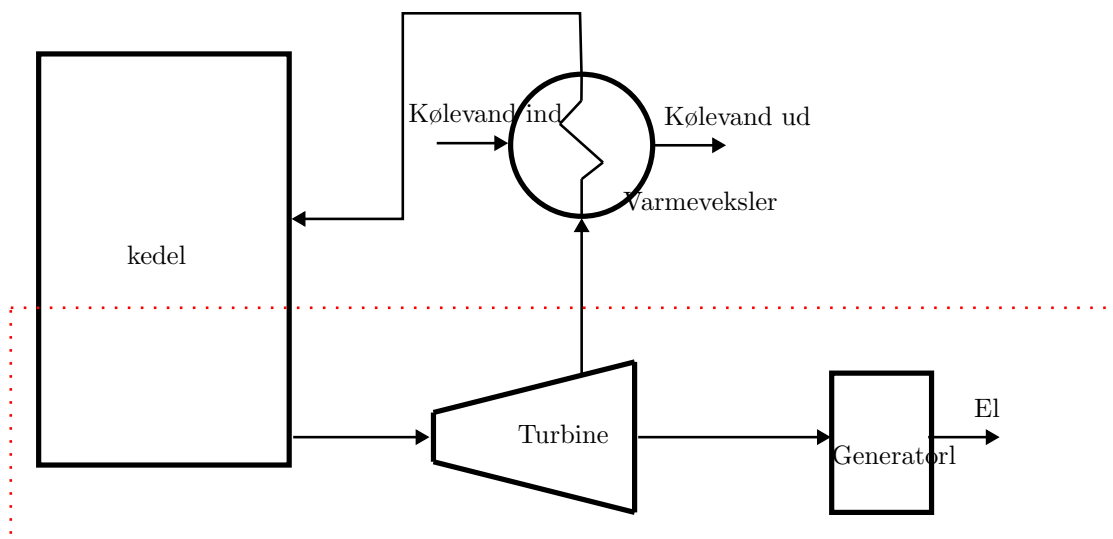 Kølevand ind
Kølevand ud
Varmeveksler
kedel
El
Turbine
Generatorl